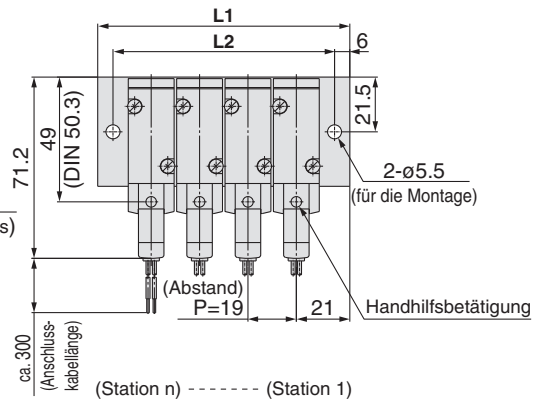 L1
L2
6
21.5
49
(DIN 50.3)
71.2
2-ø5.5
(für die Montage)
s)
(Abstand)
P=19
21
Handhilfsbetätigung
ca. 300
(Anschluss-
kabellänge)
(Station n) ------- (Station 1)